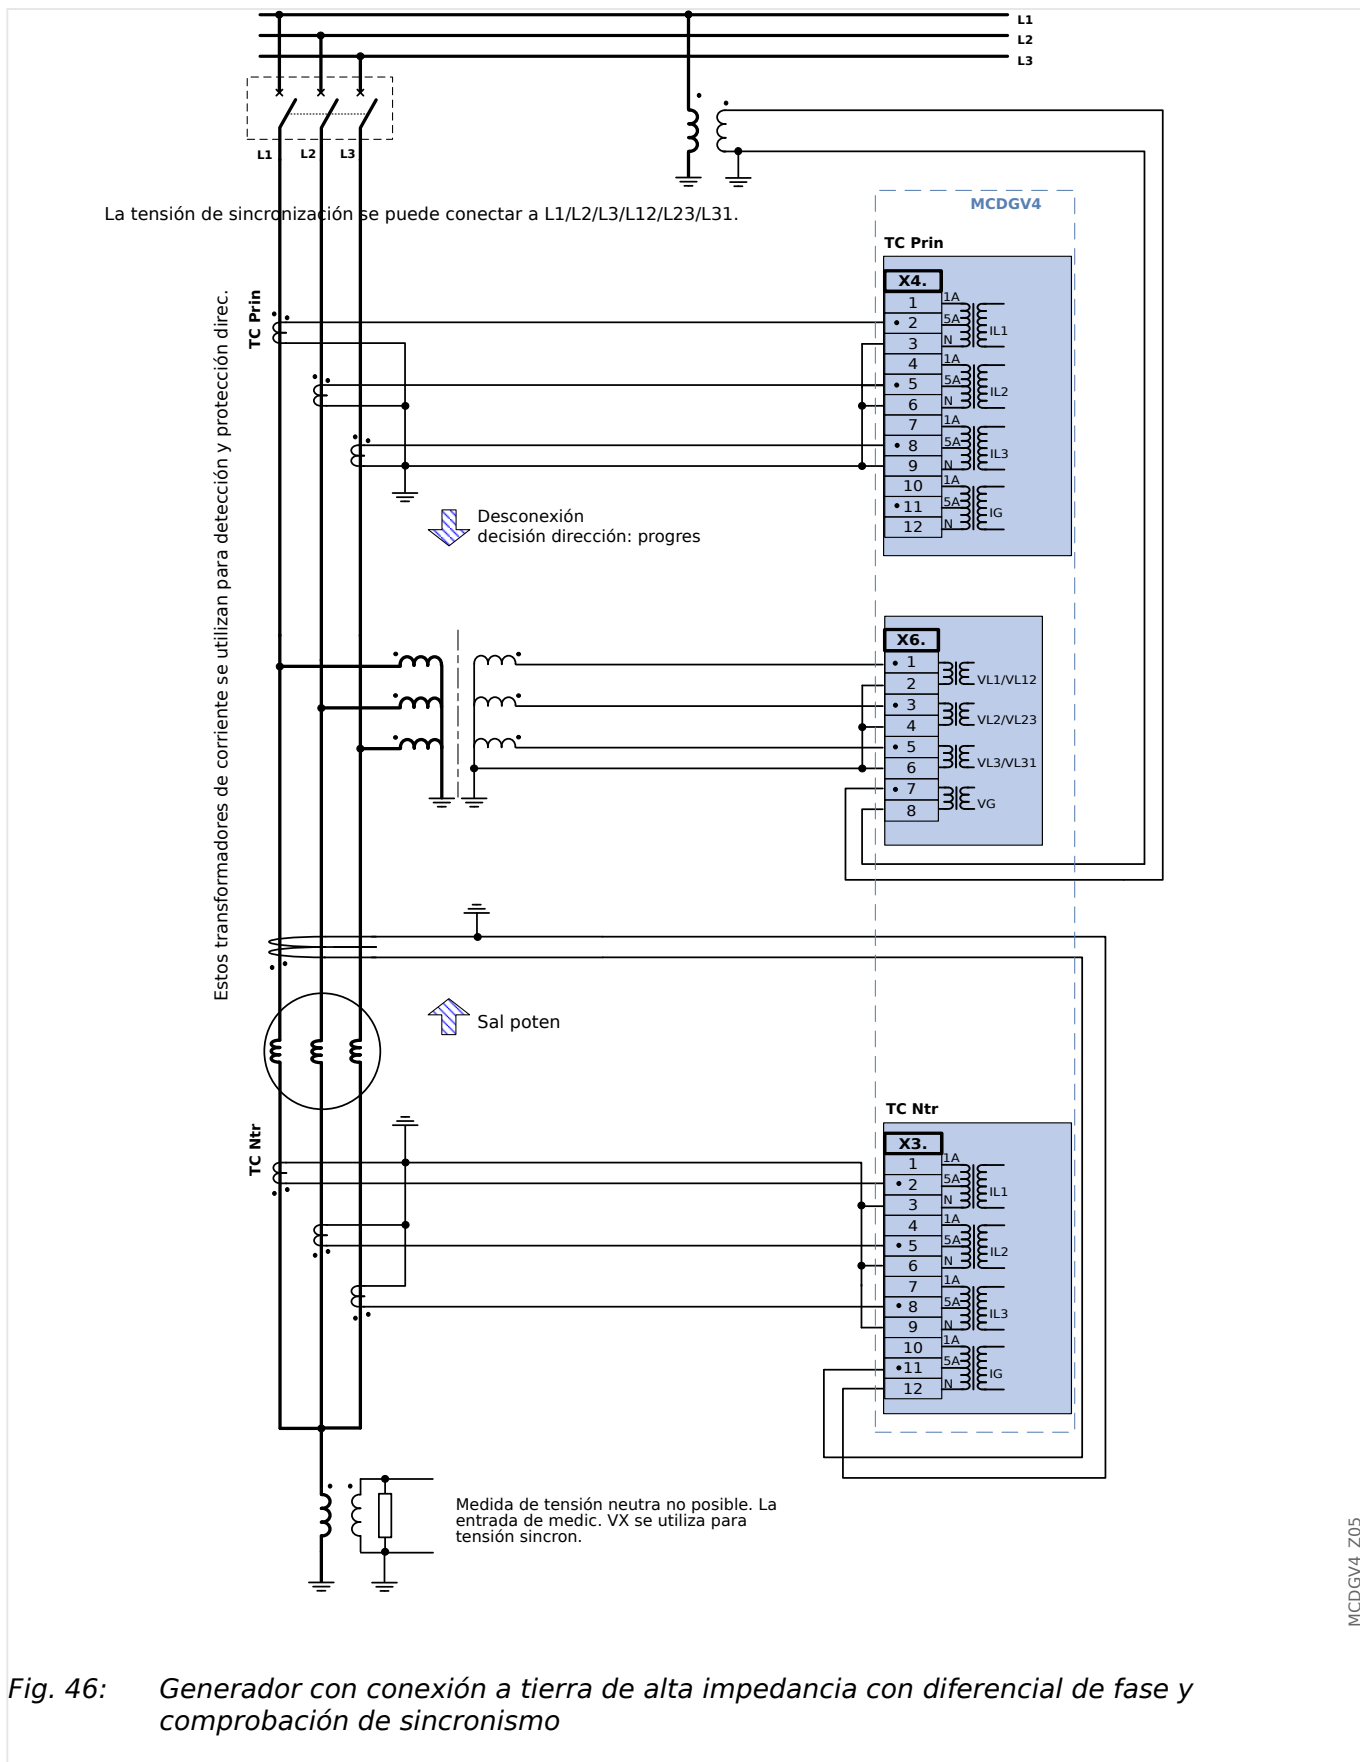 L1
L2
L3
L1
L2
L3
La tensión de sincronización se puede conectar a L1/L2/L3/L12/L23/L31.
MCDGV4
TC Prin
X4.
1
1A
2
5A
IL1
3
N
4
1A
5
5A
IL2
6
N
7
1A
8
5A
IL3
9
N
10
1A
11
5A
IG
12
N
TC Prin
Estos transformadores de corriente se utilizan para detección y protección direc.
Desconexión
decisión dirección: progres
X6.
1
2
VL1/VL12
3
4
VL2/VL23
5
6
VL3/VL31
7
8
VG
Sal poten
TC Ntr
TC Ntr
X3.
1
1A
2
5A
IL1
3
N
4
1A
5
5A
IL2
6
N
7
1A
8
5A
IL3
9
N
10
1A
11
5A
IG
12
N
Medida de tensión neutra no posible. La
entrada de medic. VX se utiliza para
tensión sincron.
MCDGV4_Z05
Fig. 46: Generador con conexión a tierra de alta impedancia con diferencial de fase y
comprobación de sincronismo